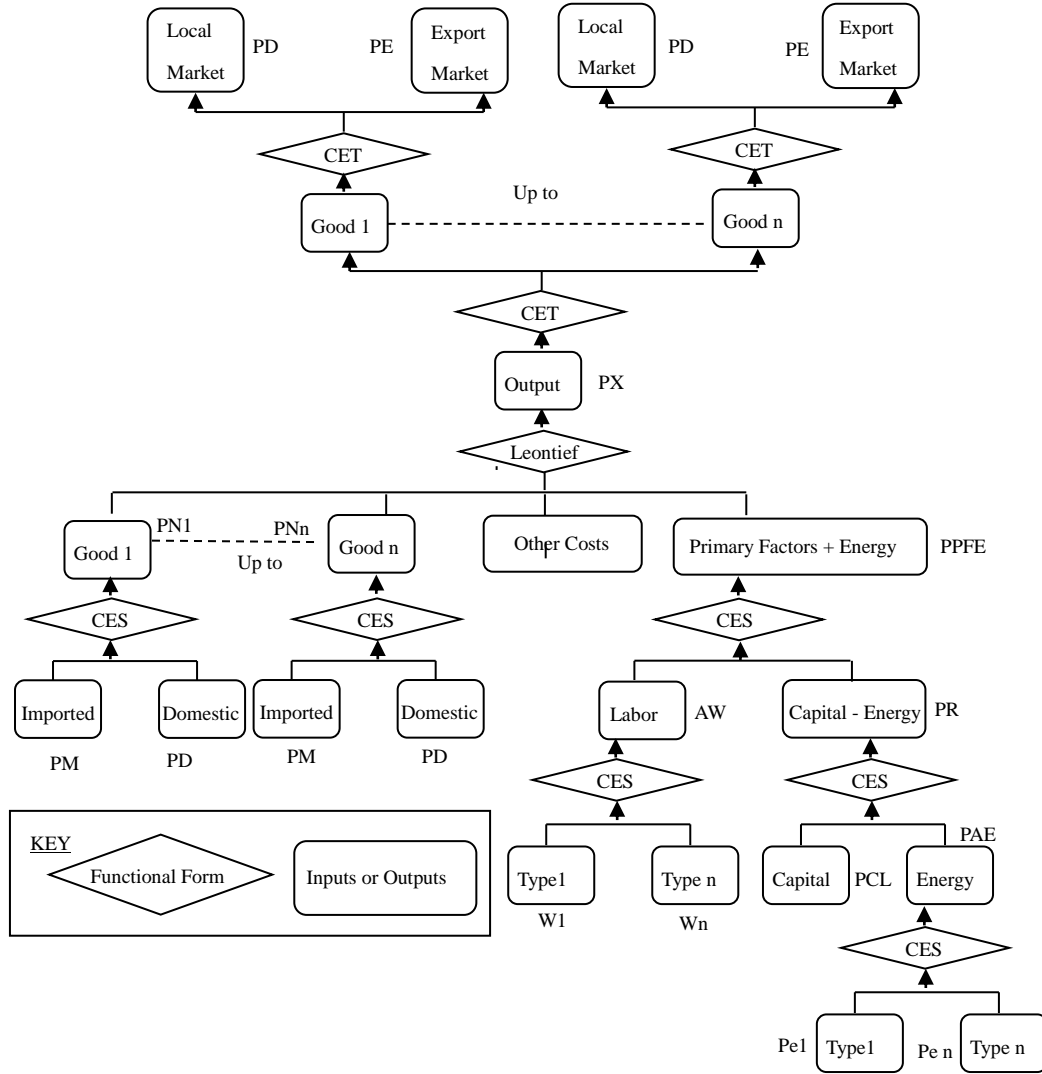 Local
Market
PD
PE
Export
Market
Local
Market
PD
PE
Export
Market
CET
CET
Up to
Good 1
Good n
CET
Output
PX
Leontief
PN1
PNn
Good 1
Up to
Good n
Other Costs
Primary Factors + Energy
PPFE
CES
CES
CES
Imported
Domestic
Imported
Domestic
Labor
AW
Capital - Energy
PR
PM
PD
PM
PD
CES
CES
KEY
Functional Form
Inputs or Outputs
PAE
Type1
Type n
Capital
PCL
Energy
W1
Wn
CES
Pe1
Type1
Pe n
Type n